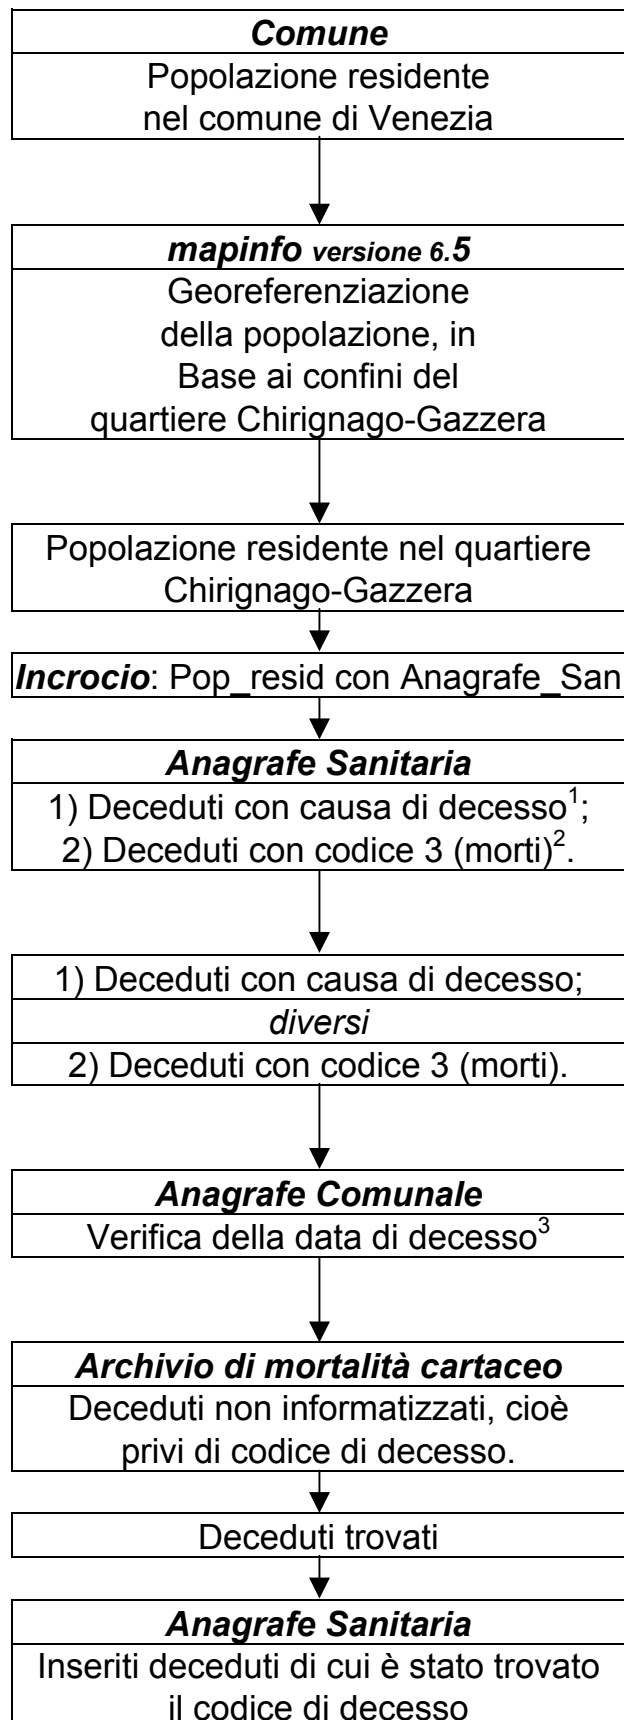 Comune
Popolazione residente
nel comune di Venezia
mapinfo versione 6.5
Georeferenziazione
della popolazione, in
Base ai confini del
quartiere Chirignago-Gazzera
Popolazione residente nel quartiere
Chirignago-Gazzera
Incrocio: Pop_resid con Anagrafe_San
Anagrafe Sanitaria
1) Deceduti con causa di decesso¹;
2) Deceduti con codice 3 (morti)².
1) Deceduti con causa di decesso;
diversi
2) Deceduti con codice 3 (morti).
Anagrafe Comunale
Verifica della data di decesso³
Archivio di mortalità cartaceo
Deceduti non informatizzati, cioè
privi di codice di decesso.
Deceduti trovati
Anagrafe Sanitaria
Inseriti deceduti di cui è stato trovato
il codice di decesso